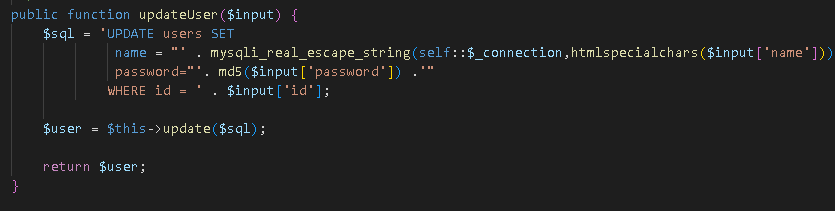 public function updateUser($input) {
$sql = 'UPDATE users SET
name = "' . mysqli_real_escape_string(self::$_connection,htmlspecialchars($input['name']))
password="'. md5($input['password']) .'"
WHERE id = ' . $input['id'];
$user = $this->update($sql);
return $user;
}